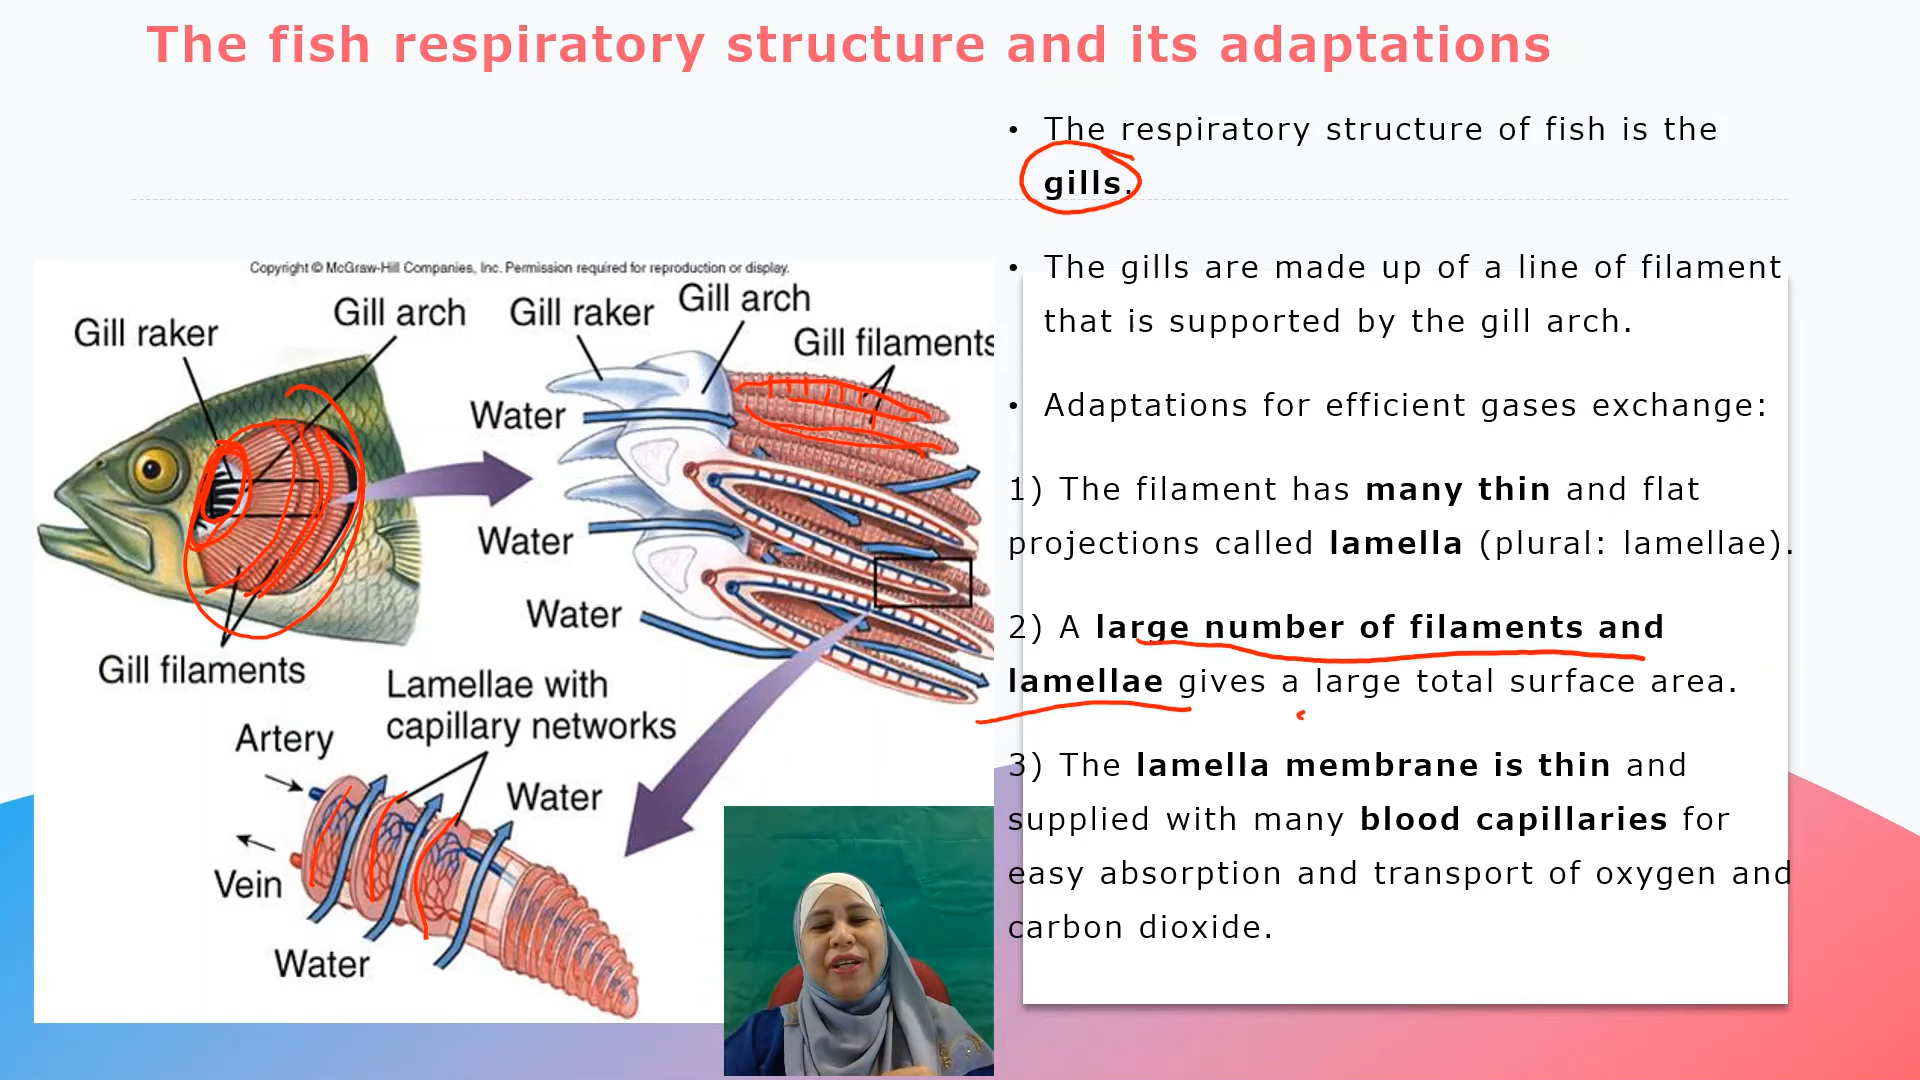 The fish respiratory structure and its adaptations
• The respiratory structure of fish is the
gills.
• The gills are made up of a line of filament
that is supported by the gill arch.
• Adaptations for efficient gases exchange:
1) The filament has many thin and flat
projections called lamella (plural: lamellae).
2) A large number of filaments and
lamellae gives a large total surface area.
3) The lamella membrane is thin and
supplied with many blood capillaries for
easy absorption and transport of oxygen and
carbon dioxide.
Copyright © McGraw-Hill Companies, Inc. Permission required for reproduction or display.
Gill raker
Gill arch
Gill filaments
Gill raker
Gill arch
Gill filaments
Water
Water
Water
Lamellae with
capillary networks
Artery
Vein
Water
Water